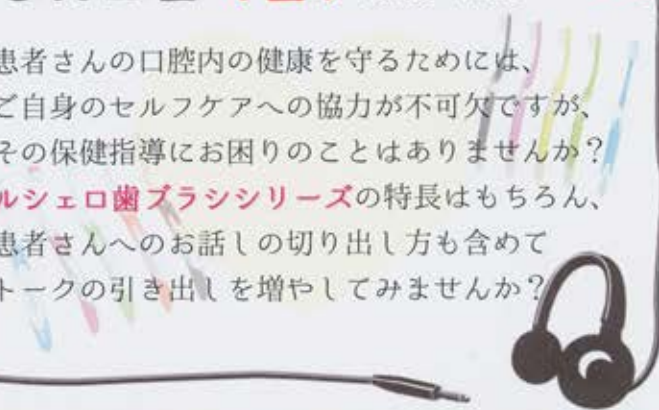 患者さんの口腔内の健康を守るためには、
ご自身のセルフケアへの協力が不可欠ですが、
その保健指導にお困りのことはありませんか？
ルシェロ歯ブラシシリーズの特長はもちろん、
患者さんへのお話しの切り出し方も含めて
トークの引き出しを増やしてみませんか？